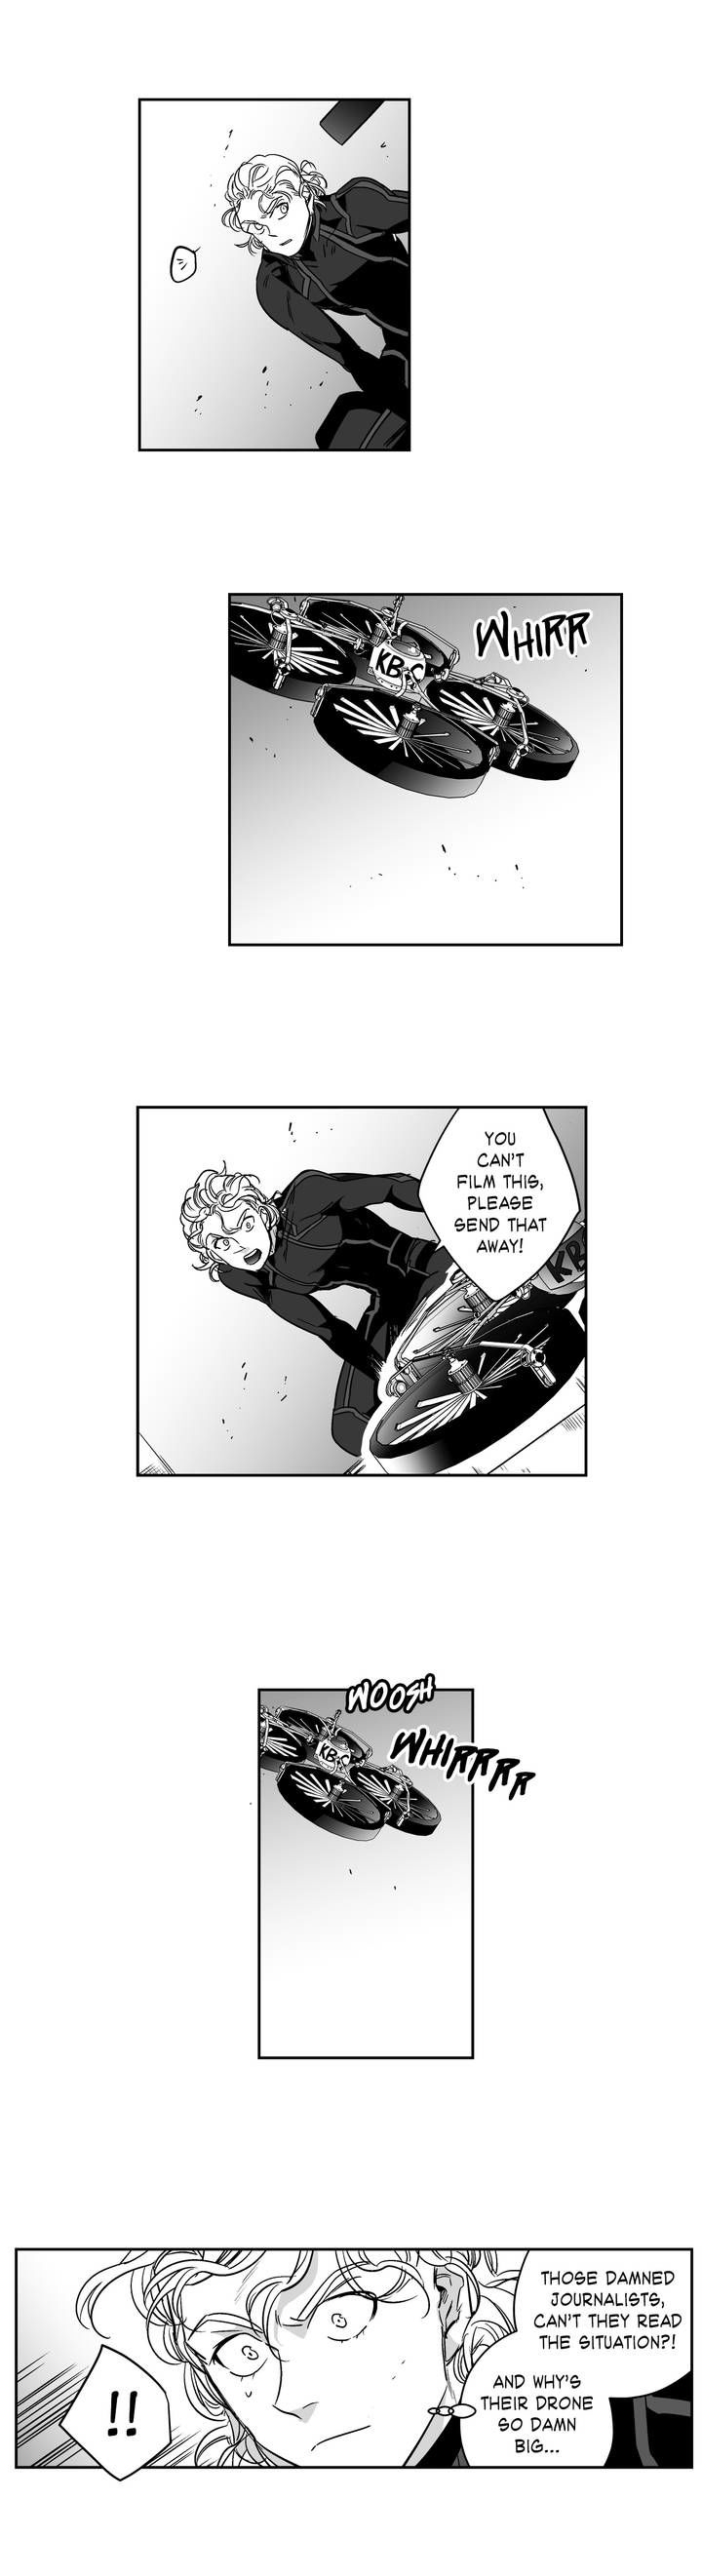 WHIRR
KBC
YOU
CAN'T
FILM THIS,
PLEASE
SEND THAT
AWAY!
KB
WOOSH
WHIRRRR
KBC
THOSE DAMNED
JOURNALISTS,
CAN'T THEY READ
THE SITUATION?!
AND WHY'S
THEIR DRONE
SO DAMN
BIG...
!!